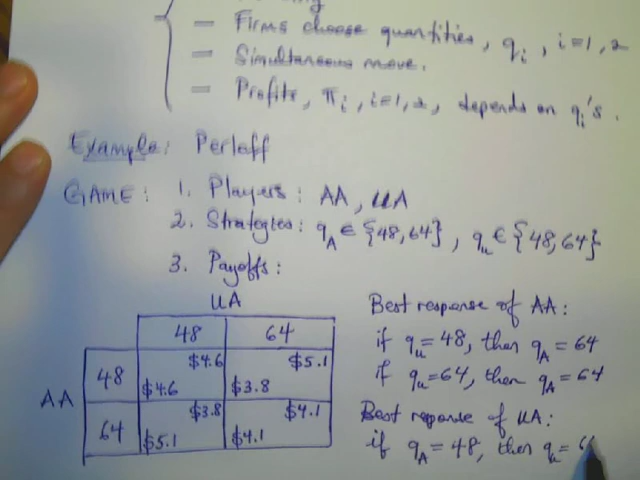 – Firms choose quantities, qi, i=1,2
– Simultaneous move.
– Profits, πi, i=1,2, depends on qi's.
Example: Perloff
GAME: 1. Players: AA, UA
2. Strategies: qA ∈ {48,64}, qu ∈ {48,64}
3. Payoffs:
UA
48 64
AA
48 $4.6 $4.6 $3.8 $5.1
64 $5.1 $3.8 $4.1 $4.1
Best response of AA:
if qu = 48, then qA = 64
if qu=64, then qA = 64
Best response of UA:
if qA = 48, then qu = 6